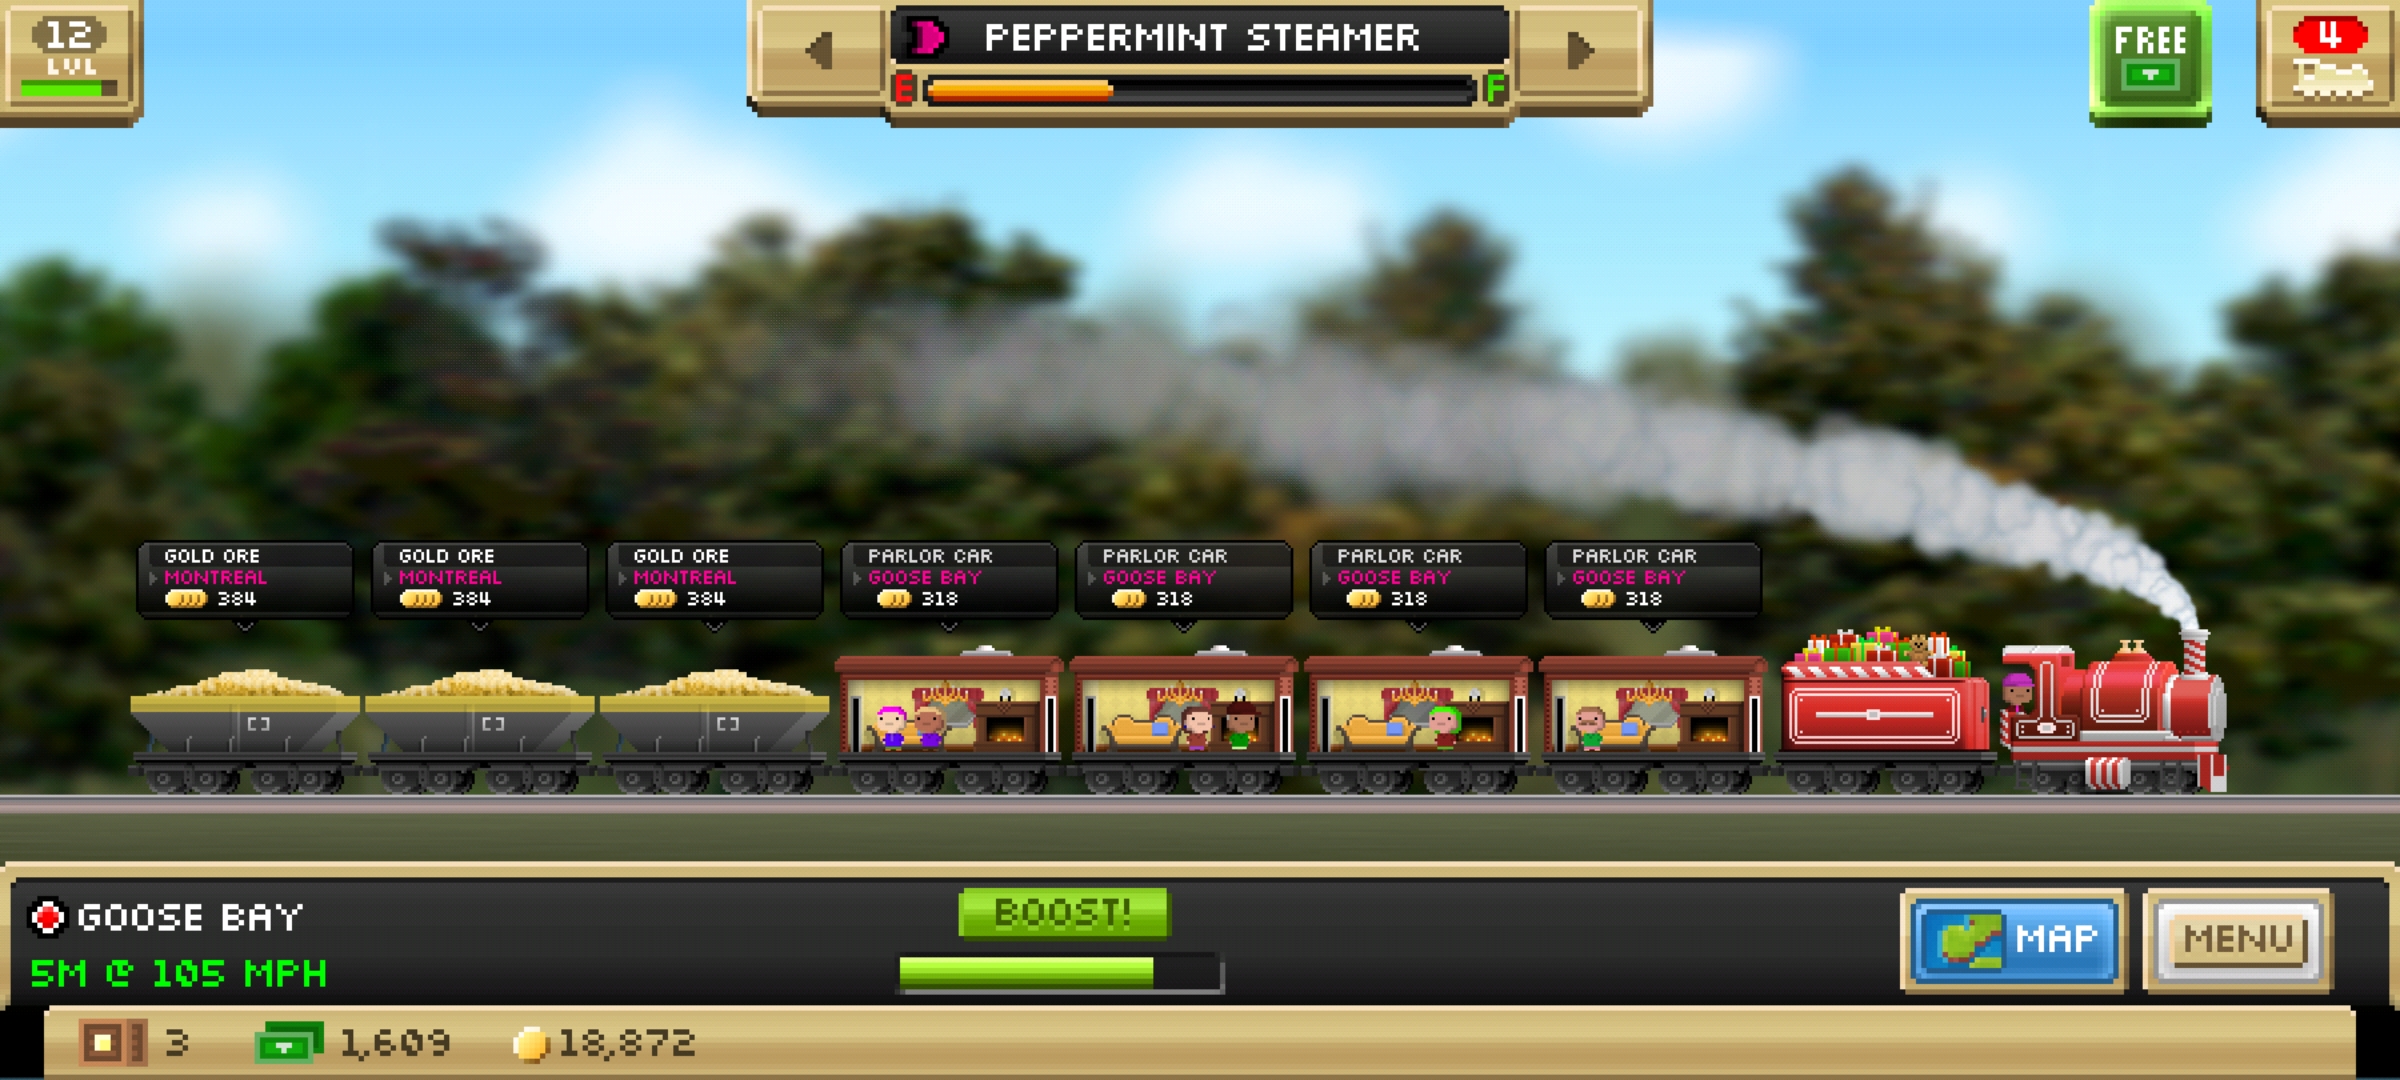 12
LVL
PEPPERMINT STEAMER
E F
FREE
4
GOLD ORE
MONTREAL
384
GOLD ORE
MONTREAL
384
GOLD ORE
MONTREAL
384
PARLOR CAR
GOOSE BAY
318
PARLOR CAR
GOOSE BAY
318
PARLOR CAR
GOOSE BAY
318
PARLOR CAR
GOOSE BAY
318
GOOSE BAY
5M @ 105 MPH
BOOST!
MAP
MENU
3 1,609 18,872